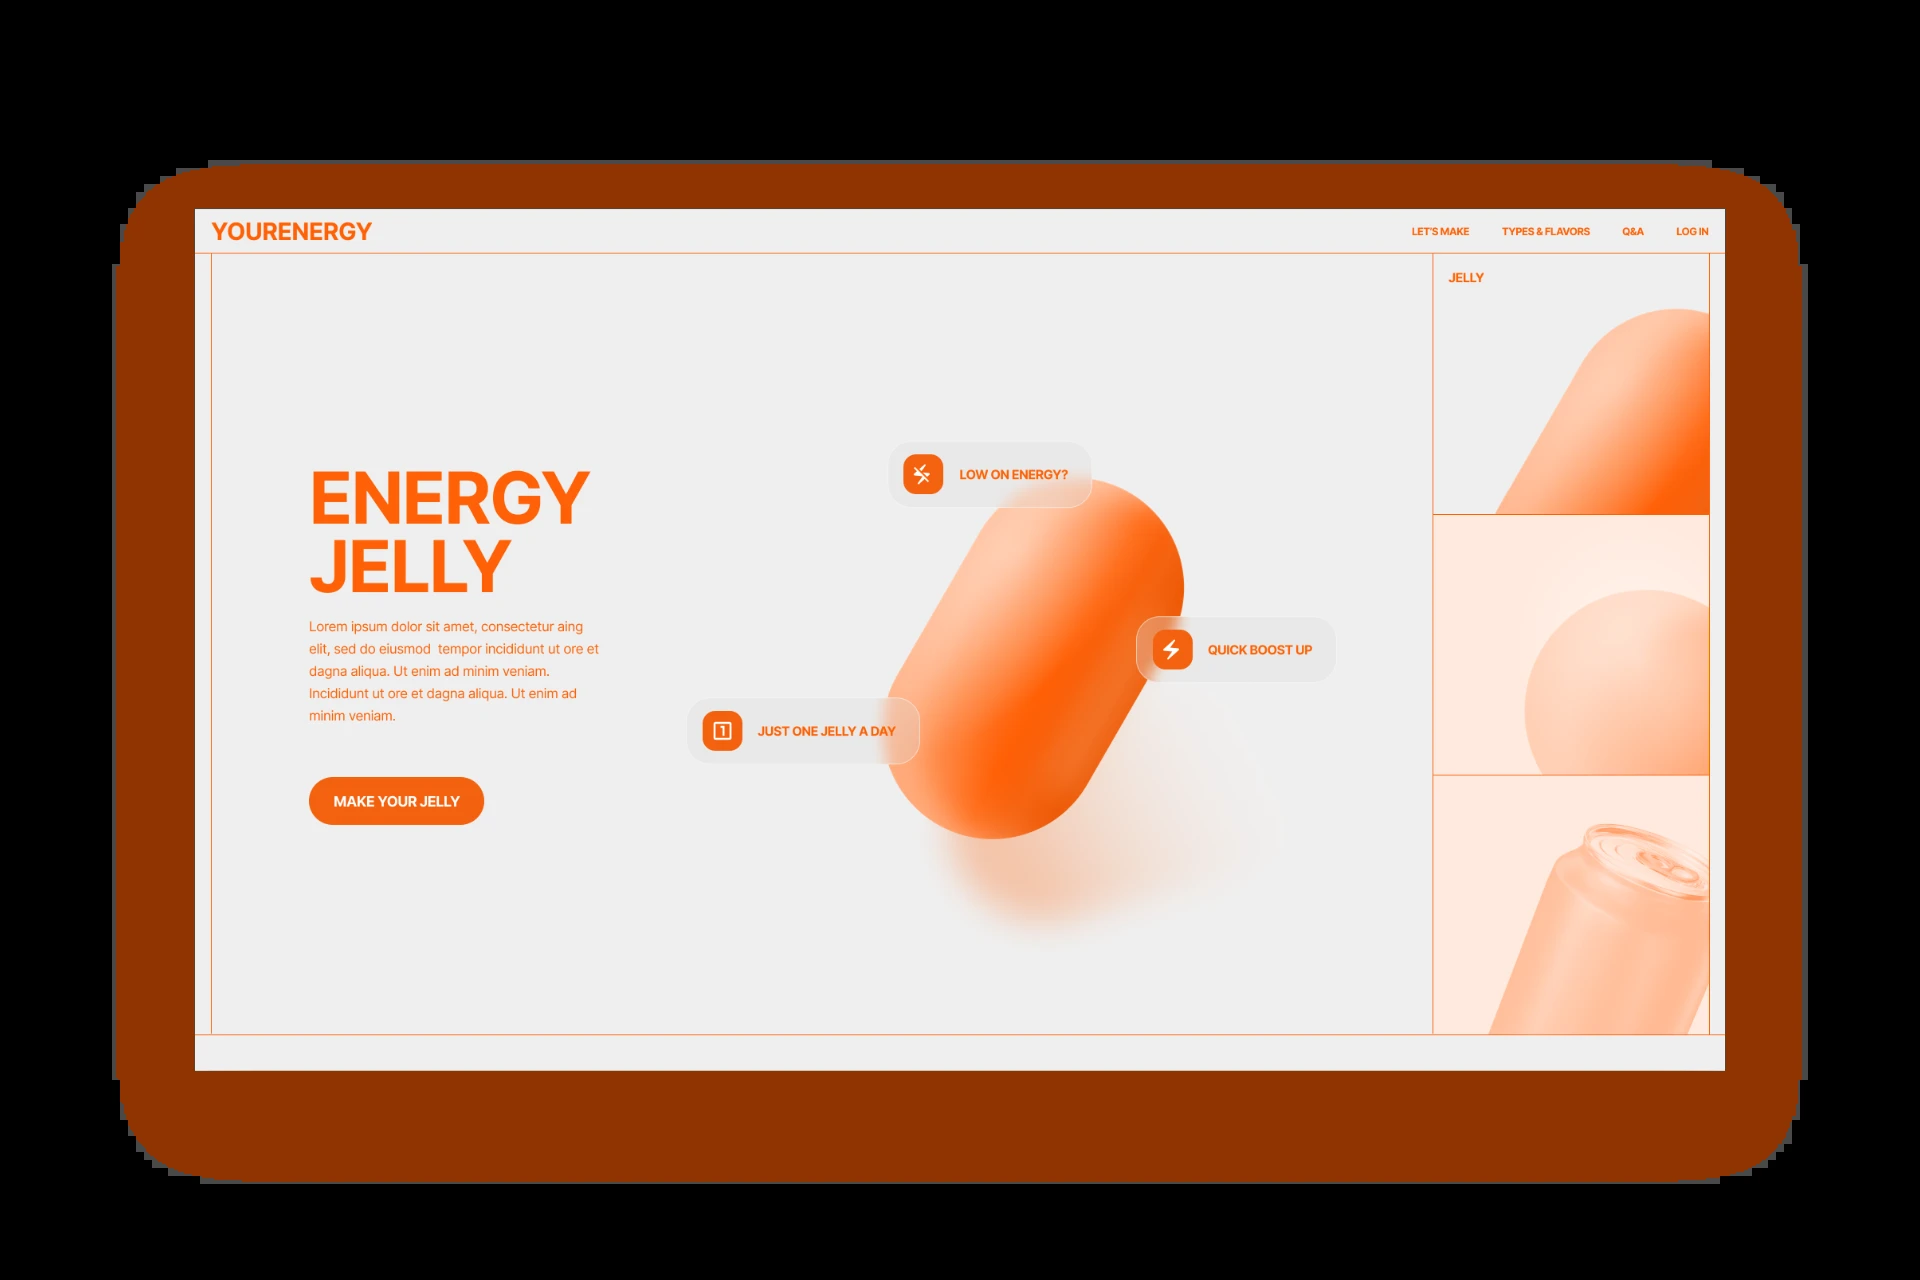 YOURENERGY
LET'S MAKE
TYPES & FLAVORS
Q&A
LOG IN
JELLY
LOW ON ENERGY?
ENERGY
JELLY
Lorem ipsum dolor sit amet, consectetur aing
elit, sed do eiusmod  tempor incididunt ut ore et
dagna aliqua. Ut enim ad minim veniam.
Incididunt ut ore et dagna aliqua. Ut enim ad
minim veniam.
QUICK BOOST UP
1
JUST ONE JELLY A DAY
MAKE YOUR JELLY